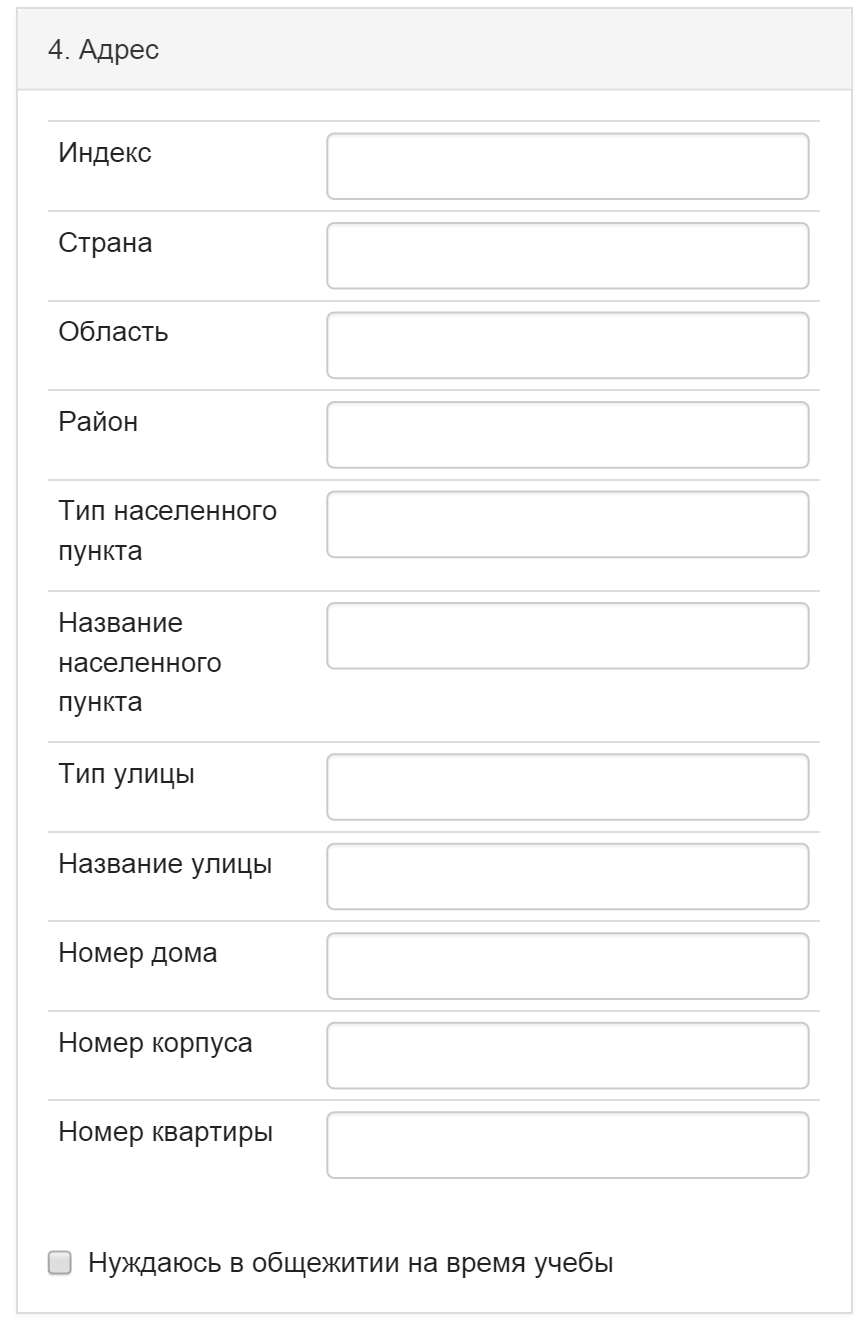 4. Адрес
Индекс
Страна
Область
Район
Тип населенного
пункта
Название
населенного
пункта
Тип улицы
Название улицы
Номер дома
Номер корпуса
Номер квартиры
Нуждаюсь в общежитии на время учебы